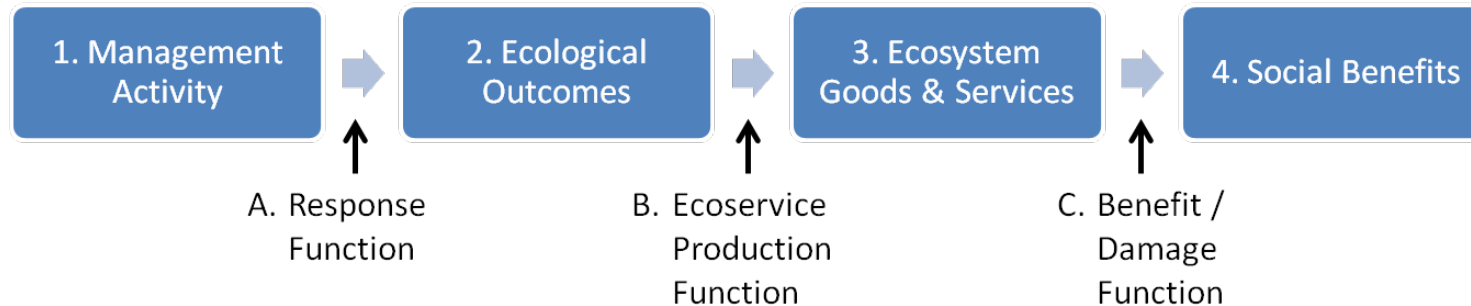 1. Management
Activity
2. Ecological
Outcomes
3. Ecosystem
Goods & Services
4. Social Benefits
A. Response
Function
B. Ecoservice
Production
Function
C. Benefit /
Damage
Function